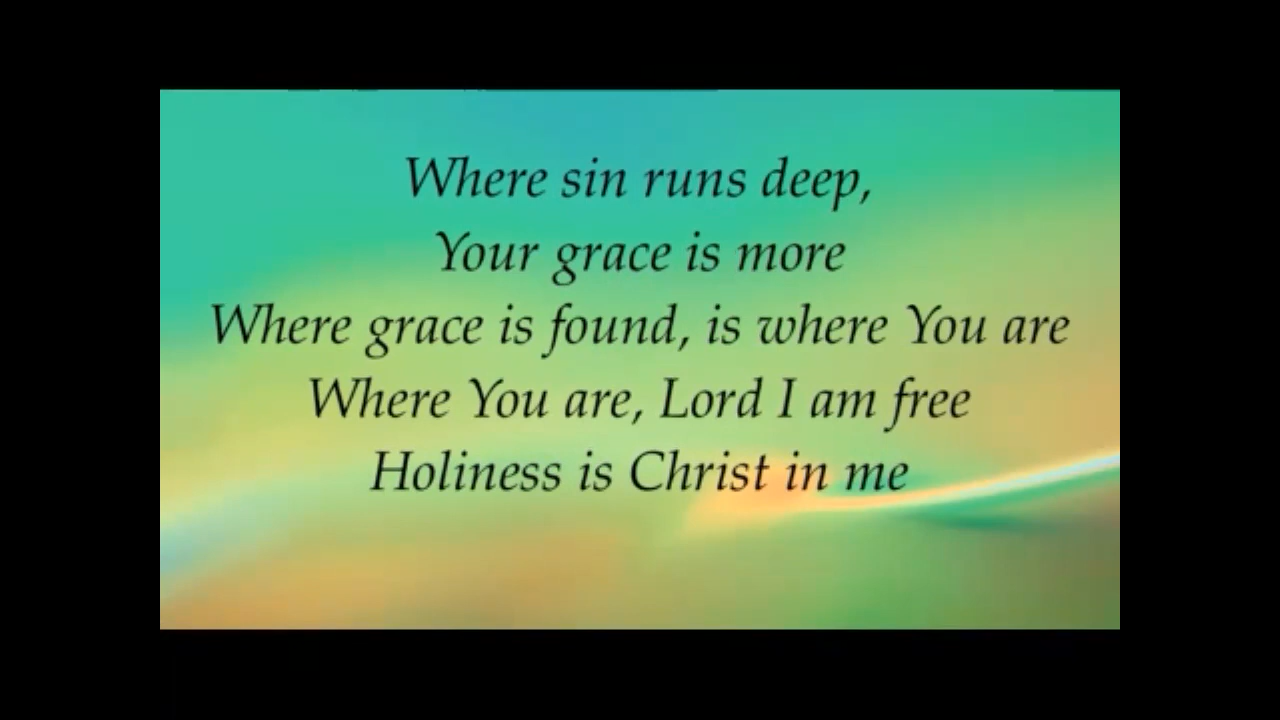 Where sin runs deep,
Your grace is more
Where grace is found, is where You are
Where You are, Lord I am free
Holiness is Christ in me